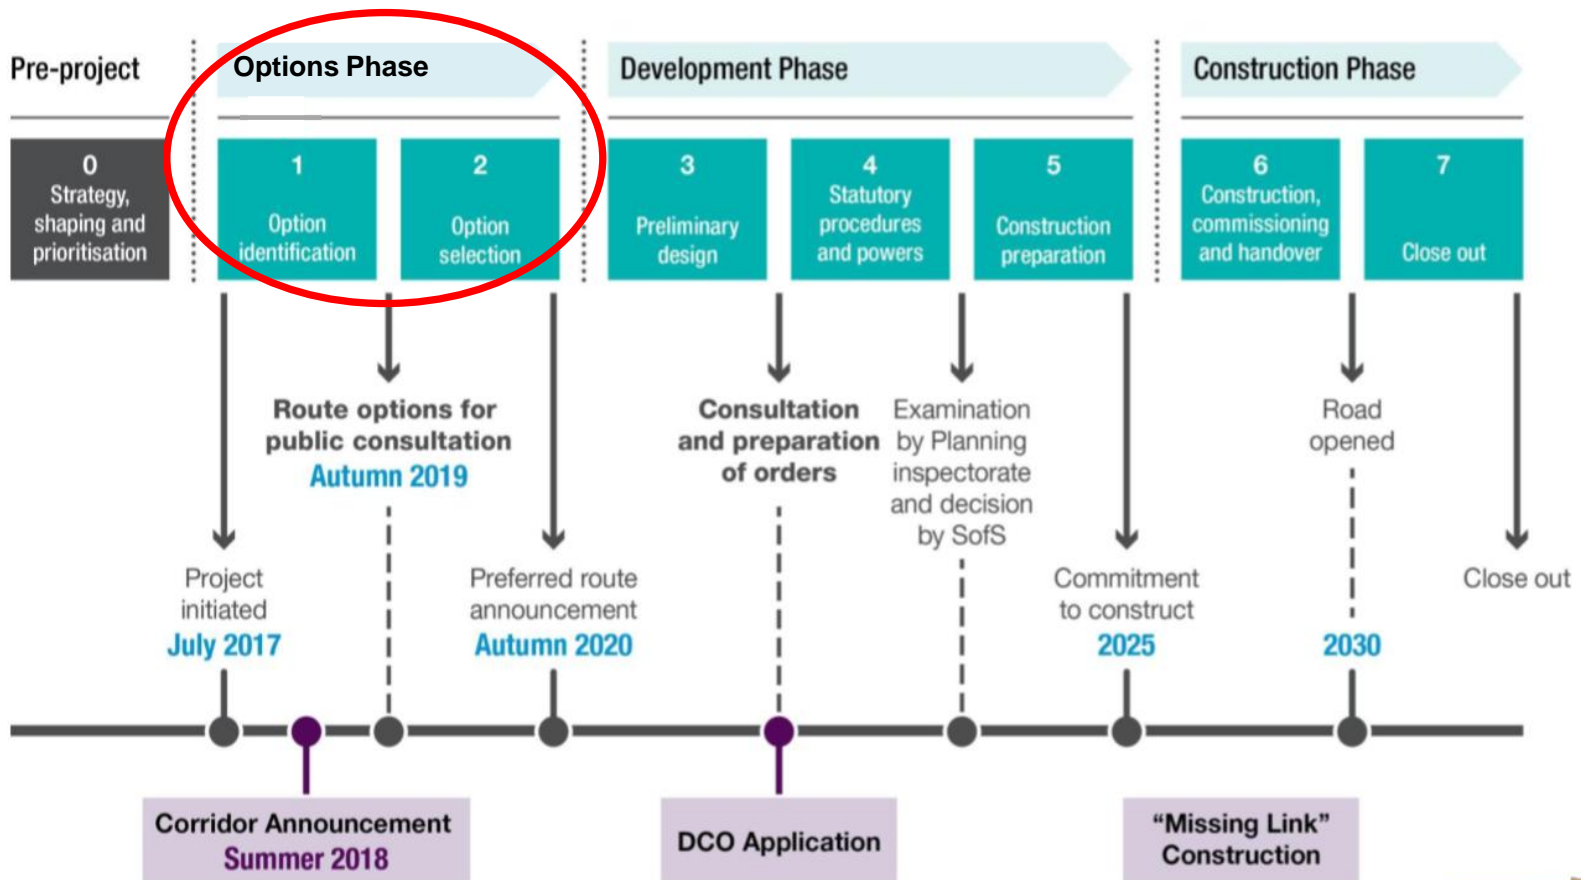 Pre-project
Options Phase
Development Phase
Construction Phase
0
Strategy,
shaping and
prioritisation
1
Option
identification
2
Option
selection
3
Preliminary
design
4
Statutory
procedures
and powers
5
Construction
preparation
6
Construction,
commissioning
and handover
7
Close out
Route options for
public consultation
Autumn 2019
Consultation
and preparation
of orders
Examination
by Planning
inspectorate
and decision
by SofS
Road
opened
Project
initiated
July 2017
Preferred route
announcement
Autumn 2020
Commitment
to construct
2025
2030
Close out
Corridor Announcement
Summer 2018
DCO Application
“Missing Link”
Construction